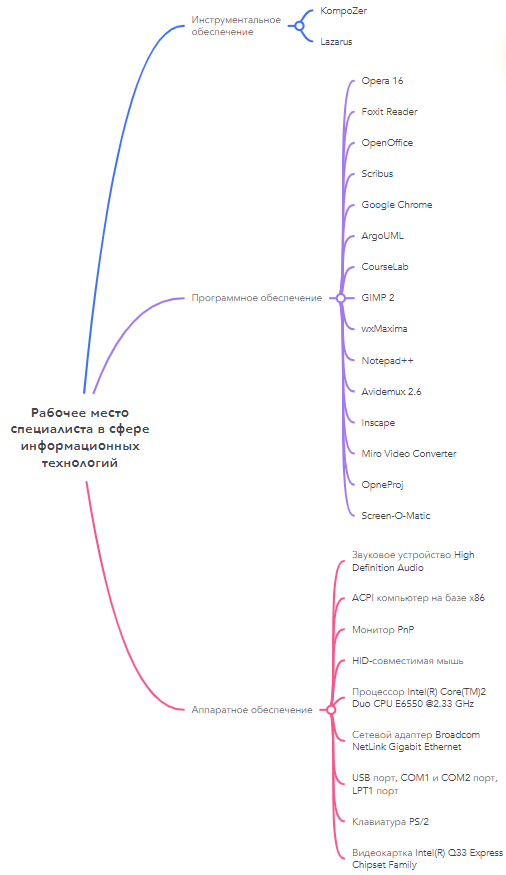 Инструментальное
обеспечение
KompoZer
Lazarus
Программное обеспечение
Opera 16
Foxit Reader
OpenOffice
Scribus
Google Chrome
ArgoUML
CourseLab
GIMP 2
wxMaxima
Notepad++
Avidemux 2.6
Inscape
Miro Video Converter
OpneProj
Screen-O-Matic
Рабочее место
специалиста в сфере
информационных
технологий
Аппаратное обеспечение
Звуковое устройство High
Definition Audio
ACPI компьютер на базе x86
Монитор PnP
HID-совместимая мышь
Процессор Intel(R) Core(TM)2
Duo CPU E6550 @2.33 GHz
Сетевой адаптер Broadcom
NetLink Gigabit Ethernet
USB порт, COM1 и COM2 порт,
LPT1 порт
Клавиатура PS/2
Видеокартка Intel(R) Q33 Express
Chipset Family